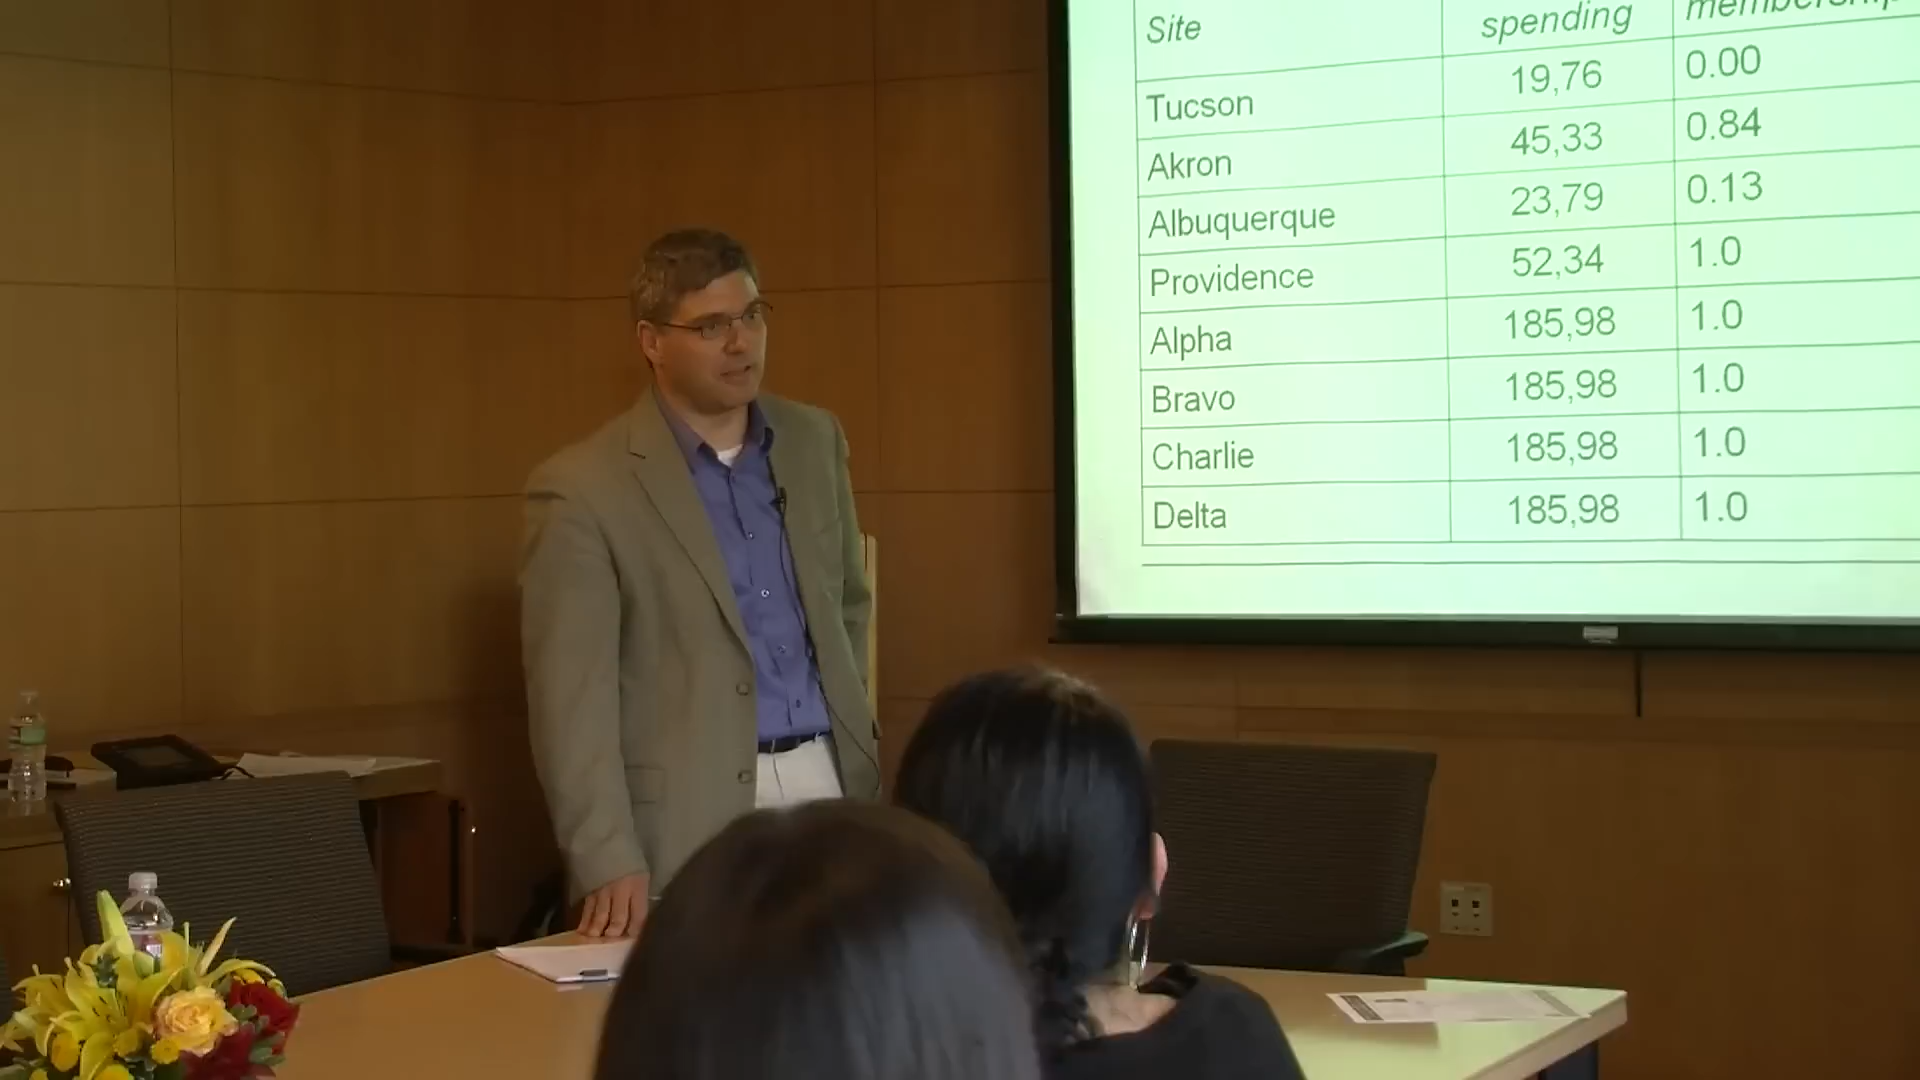 Site spending membership
Tucson 19,76 0.00
Akron 45,33 0.84
Albuquerque 23,79 0.13
Providence 52,34 1.0
Alpha 185,98 1.0
Bravo 185,98 1.0
Charlie 185,98 1.0
Delta 185,98 1.0